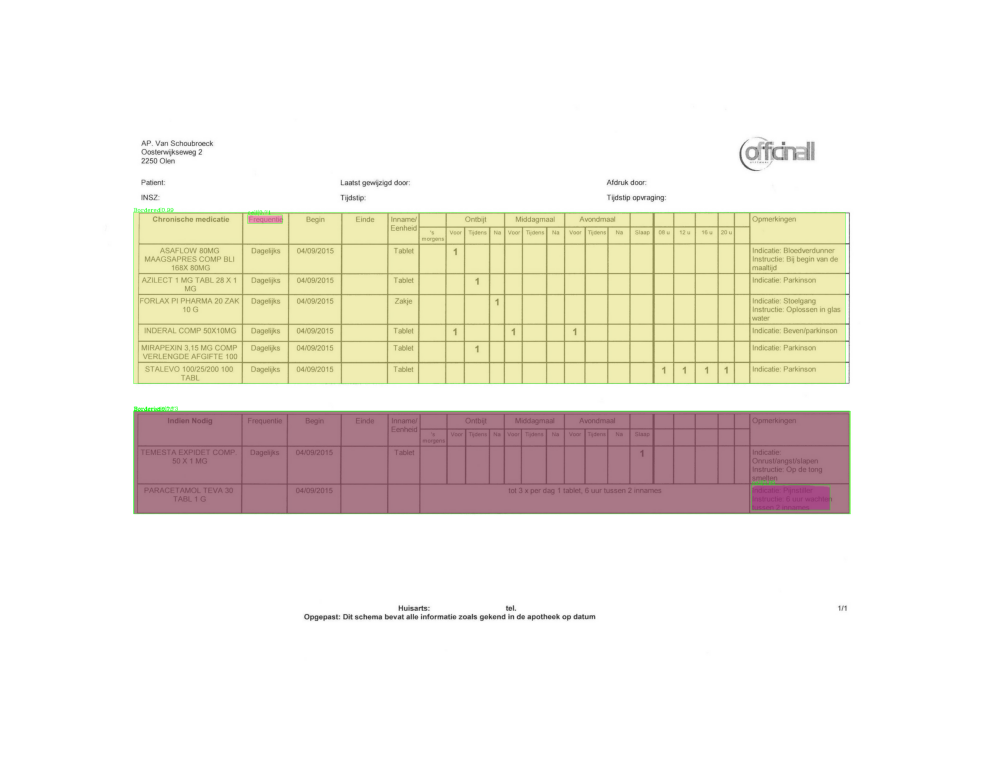 AP. Van Schoubroeck
Oosterwijkseweg 2
2250 Olen
officinall
Patient: Laatst gewijzigd door: Afdruk door:
INSZ: Tijdstip: Tijdstip opvraging:
Chronische medicatie Frequentie Begin Einde Inname/ Eenheid Ontbijt Middagmaal Avondmaal Opmerkingen
's morgens Voor Tijdens Na Voor Tijdens Na Voor Tijdens Na Slaap 08 u 12 u 16 u 20 u
ASAFLOW 80MG Dagelijks 04/09/2015 Tablet 1 Indicatie: Bloedverdunner
MAAGSAPRES COMP BLI Instructie: Bij begin van de
168X 80MG maaltijd
AZILECT 1 MG TABL 28 X 1 Dagelijks 04/09/2015 Tablet 1 Indicatie: Parkinson
MG
FORLAX PI PHARMA 20 ZAK Dagelijks 04/09/2015 Zakje 1 Indicatie: Stoelgang
10 G Instructie: Oplossen in glas
water
INDERAL COMP 50X10MG Dagelijks 04/09/2015 Tablet 1 1 1 Indicatie: Beven/parkinson
MIRAPEXIN 3,15 MG COMP Dagelijks 04/09/2015 Tablet 1 Indicatie: Parkinson
VERLENGDE AFGIFTE 100
STALEVO 100/25/200 100 Dagelijks 04/09/2015 Tablet 1 1 1 1 Indicatie: Parkinson
TABL
Indien Nodig Frequentie Begin Einde Inname/ Eenheid Ontbijt Middagmaal Avondmaal Opmerkingen
's morgens Voor Tijdens Na Voor Tijdens Na Voor Tijdens Na Slaap
TEMESTA EXPIDET COMP. Dagelijks 04/09/2015 Tablet 1 Indicatie:
50 X 1 MG Onrust/angst/slapen
Instructie: Op de tong
smelten
PARACETAMOL TEVA 30 04/09/2015 tot 3 x per dag 1 tablet, 6 uur tussen 2 innames Indicatie: Pijnstiller
TABL 1 G Instructie: 6 uur wachten
tussen 2 innames
Huisarts: tel. 1/1
Opgepast: Dit schema bevat alle informatie zoals gekend in de apotheek op datum